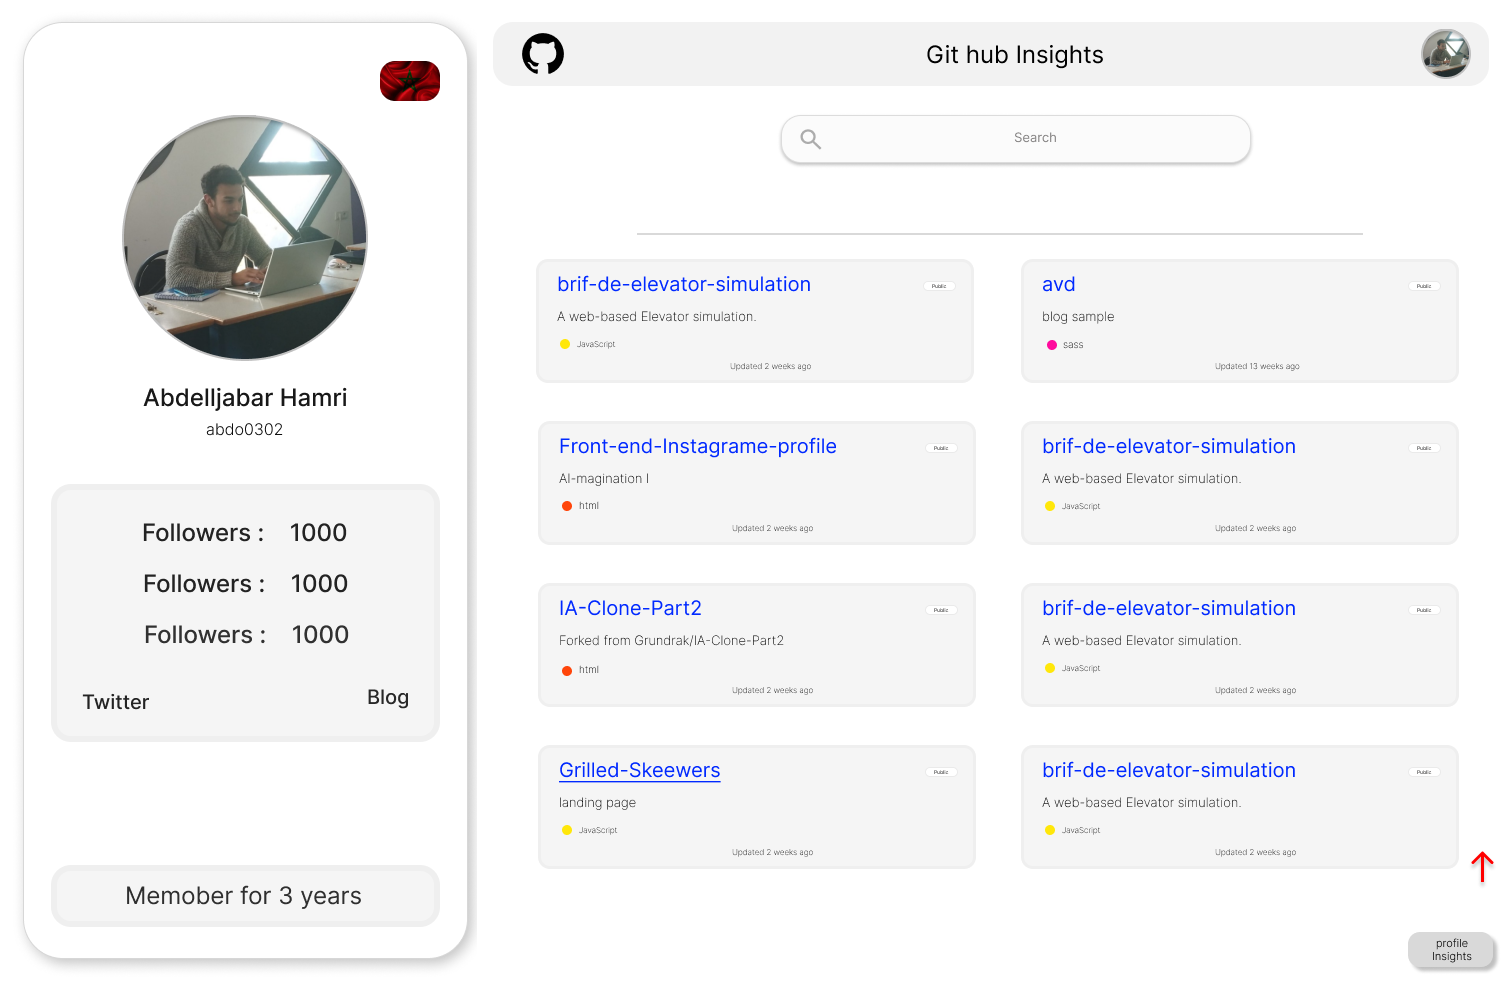 Abdelljabar Hamri
abdo0302
Followers : 1000
Followers : 1000
Followers : 1000
Twitter
Blog
Memober for 3 years
Git hub Insights
Search
brif-de-elevator-simulation
Public
A web-based Elevator simulation.
JavaScript
Updated 2 weeks ago
avd
Public
blog sample
sass
Updated 13 weeks ago
Front-end-Instagrame-profile
Public
AI-magination I
html
Updated 2 weeks ago
brif-de-elevator-simulation
Public
A web-based Elevator simulation.
JavaScript
Updated 2 weeks ago
IA-Clone-Part2
Public
Forked from Grundrak/IA-Clone-Part2
html
Updated 2 weeks ago
brif-de-elevator-simulation
Public
A web-based Elevator simulation.
JavaScript
Updated 2 weeks ago
Grilled-Skeewers
Public
landing page
JavaScript
Updated 2 weeks ago
brif-de-elevator-simulation
Public
A web-based Elevator simulation.
JavaScript
Updated 2 weeks ago
profile
Insights